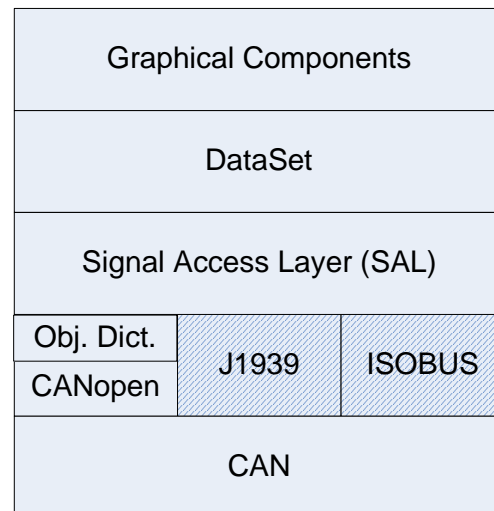 Graphical Components
DataSet
Signal Access Layer (SAL)
Obj. Dict.
CANopen
J1939
ISOBUS
CAN